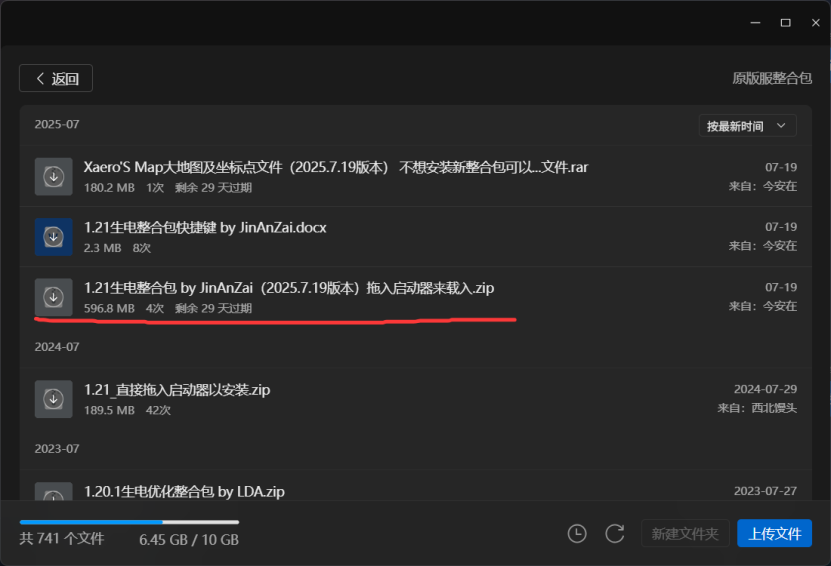 返回
原版服整合包
2025-07
按最新时间
Xaero'S Map大地图及坐标点文件（2025.7.19版本） 不想安装新整合包可以...文件.rar
07-19
180.2 MB 1次 剩余 29 天过期
来自：今安在
1.21生电整合包快捷键 by JinAnZai.docx
07-19
2.3 MB 8次
来自：今安在
1.21生电整合包 by JinAnZai（2025.7.19版本）拖入启动器来载入.zip
07-19
596.8 MB 4次 剩余 29 天过期
来自：今安在
2024-07
1.21_直接拖入启动器以安装.zip
2024-07-29
189.5 MB 42次
来自：西北馒头
2023-07
1.20.1生电优化整合包 by LDA.zip
2023-07-27
共 741 个文件
6.45 GB / 10 GB
新建文件夹
上传文件